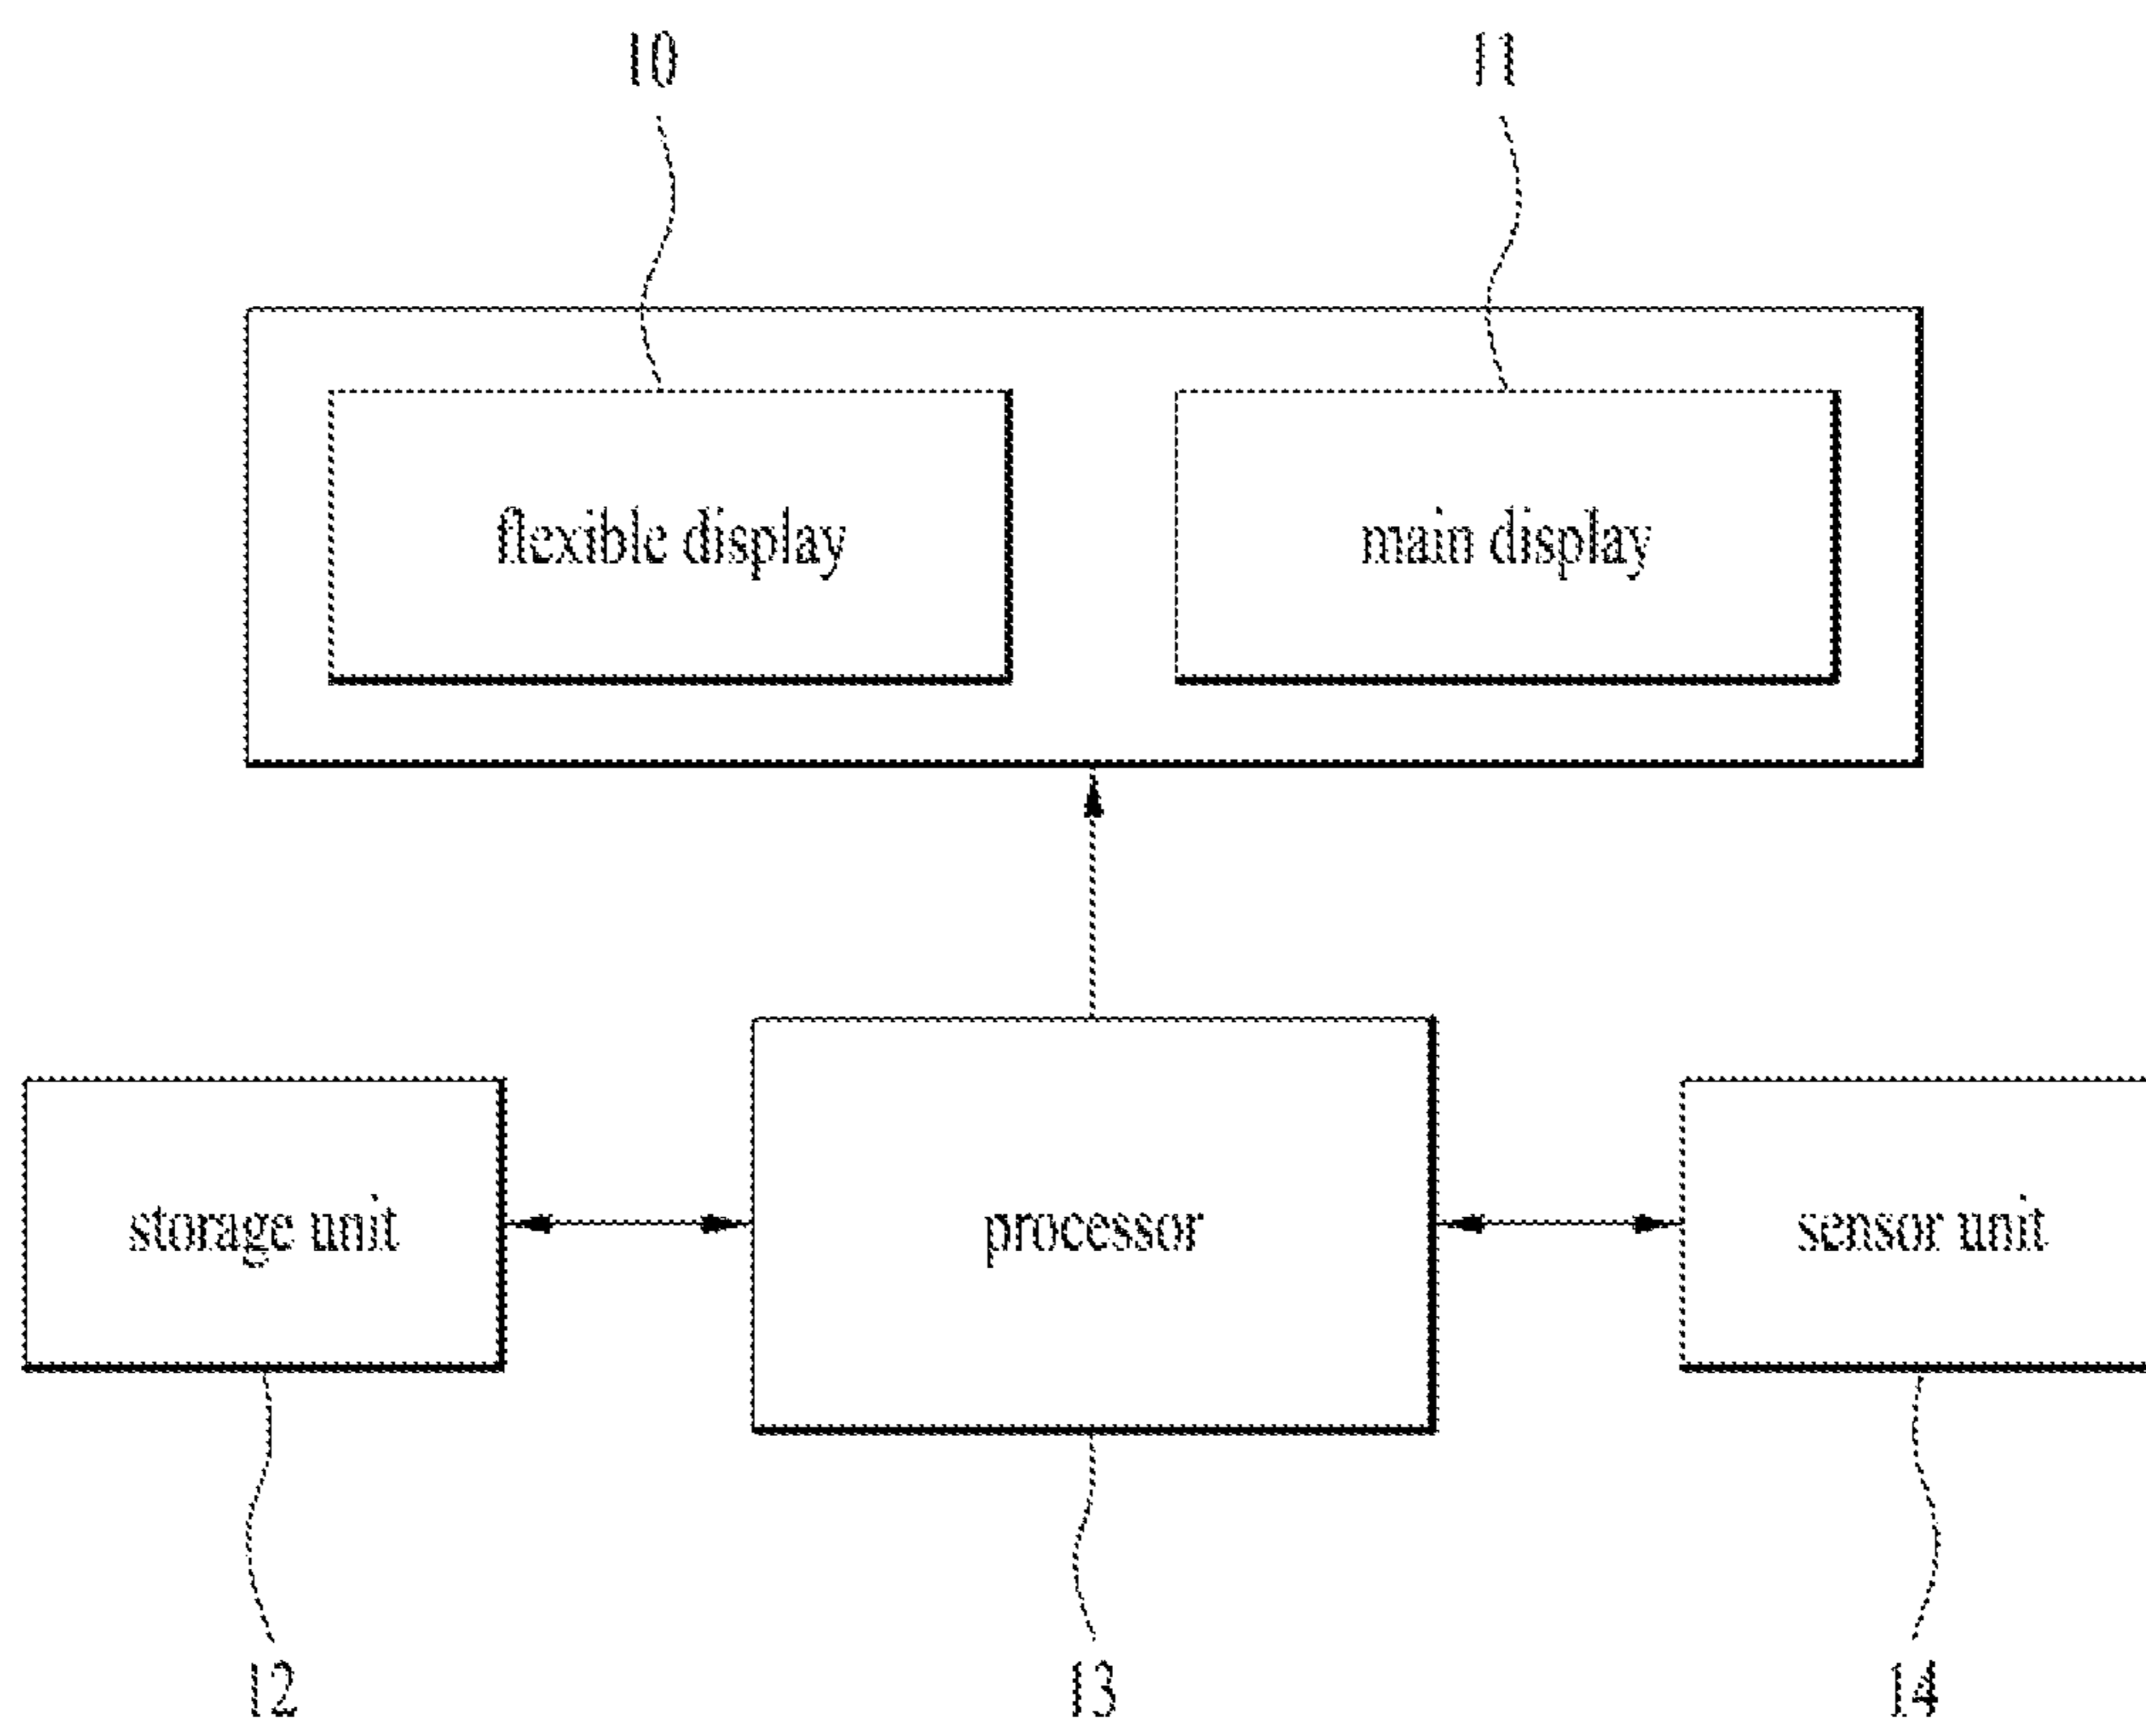 10
11
flexible display
main display
storage unit
processor
sensor unit
12
13
14